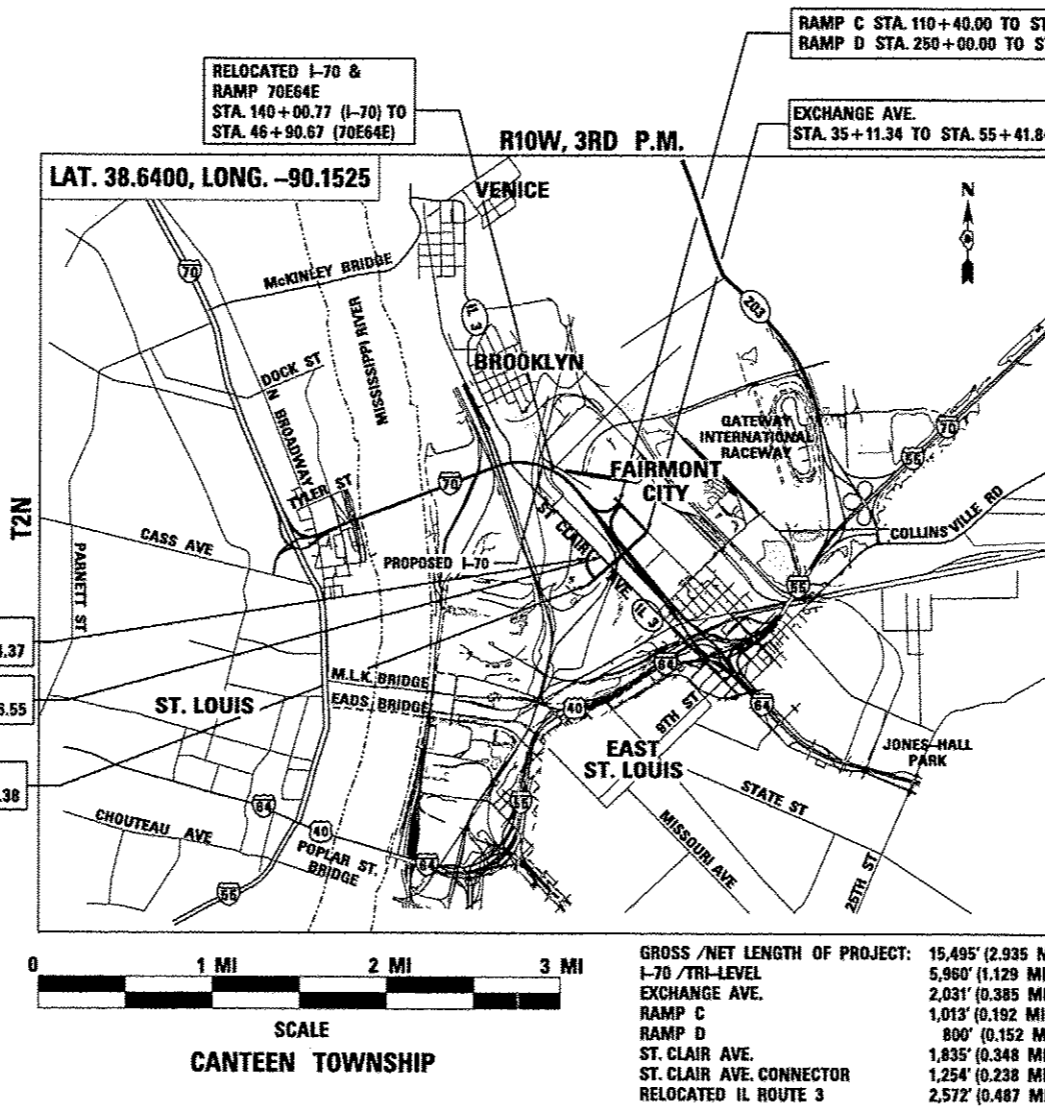 RAMP C STA. 110+40.00 TO ST
RAMP D STA. 250+00.00 TO ST
RELOCATED I-70 &
RAMP 70E64E
STA. 140+00.77 (I-70) TO
STA. 46+90.67 (70E64E)
EXCHANGE AVE.
STA. 35+11.34 TO STA. 55+41.8
R10W, 3RD P.M.
LAT. 38.6400, LONG. -90.1525
VENICE
N
70
McKINLEY BRIDGE
MISSISSIPPI RIVER
IL 3
203
BROOKLYN
DOCK ST
N BROADWAY
GATEWAY
INTERNATIONAL
RACEWAY
70
55
TYLER ST
70
FAIRMONT
CITY
T2N
CASS AVE
PARNETT ST
PROPOSED I-70
ST CLAIR AVE
IL 3
COLLINSVILLE RD
55
.37
M.L.K. BRIDGE
64
6.55
ST. LOUIS
EADS BRIDGE
40
9TH ST
64
EAST
ST. LOUIS
JONES-HALL
PARK
.38
STATE ST
55
64
CHOUTEAU AVE
40
POPLAR ST.
BRIDGE
64
MISSOURI AVE
25TH ST
55
0 1 MI 2 MI 3 MI
SCALE
CANTEEN TOWNSHIP
GROSS /NET LENGTH OF PROJECT: 15,495' (2.935 M
I-70 /TRI-LEVEL 5,960' (1.129 MI
EXCHANGE AVE. 2,031' (0.385 MI
RAMP C 1,013' (0.192 MI
RAMP D 800' (0.152 M
ST. CLAIR AVE. 1,835' (0.348 MI
ST. CLAIR AVE. CONNECTOR 1,254' (0.238 MI
RELOCATED IL ROUTE 3 2,572' (0.487 MI